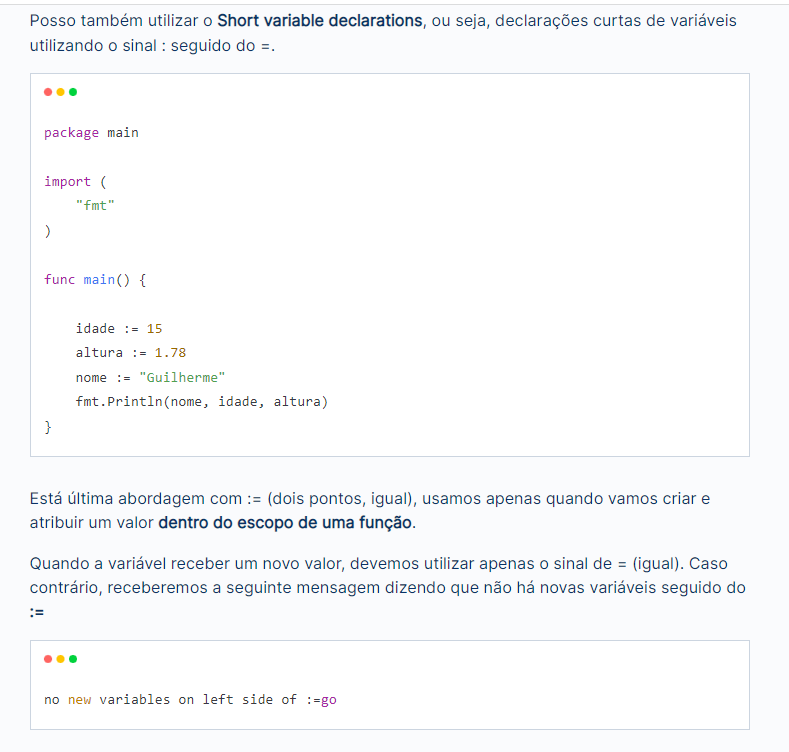 Posso também utilizar o Short variable declarations, ou seja, declarações curtas de variáveis
utilizando o sinal : seguido do =.
package main
import (
    "fmt"
)
func main() {
    idade := 15
    altura := 1.78
    nome := "Guilherme"
    fmt.Println(nome, idade, altura)
}
Está última abordagem com := (dois pontos, igual), usamos apenas quando vamos criar e
atribuir um valor dentro do escopo de uma função.
Quando a variável receber um novo valor, devemos utilizar apenas o sinal de = (igual). Caso
contrário, receberemos a seguinte mensagem dizendo que não há novas variáveis seguido do
:=
no new variables on left side of :=go